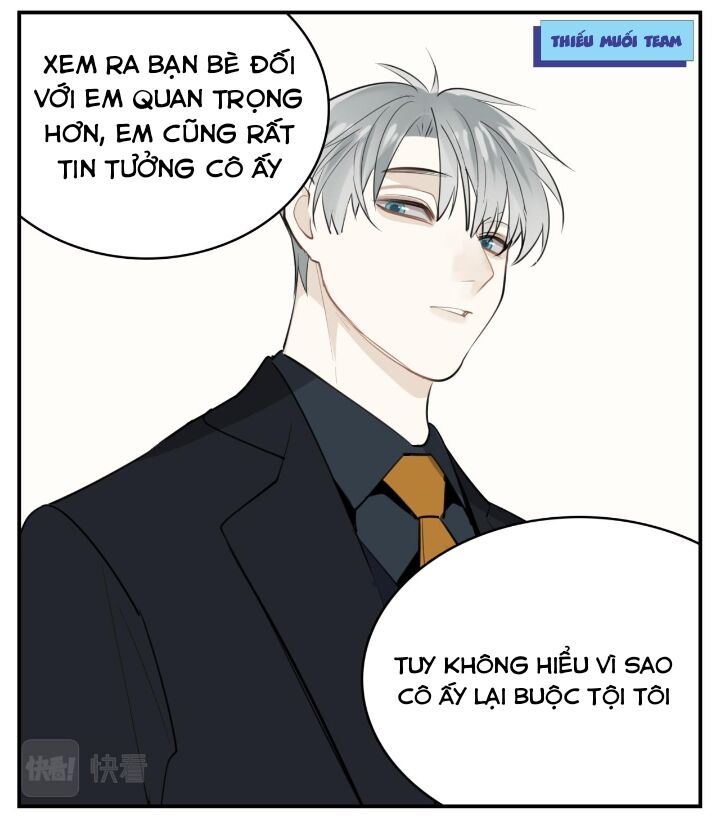 THIẾU MUỐI TEAM
XEM RA BẠN BÈ ĐỐI
VỚI EM QUAN TRỌNG
HƠN, EM CŨNG RẤT
TIN TƯỞNG CÔ ẤY
TUY KHÔNG HIỂU VÌ SAO
CÔ ẤY LẠI BUỘC TỘI TÔI
快看! 快看